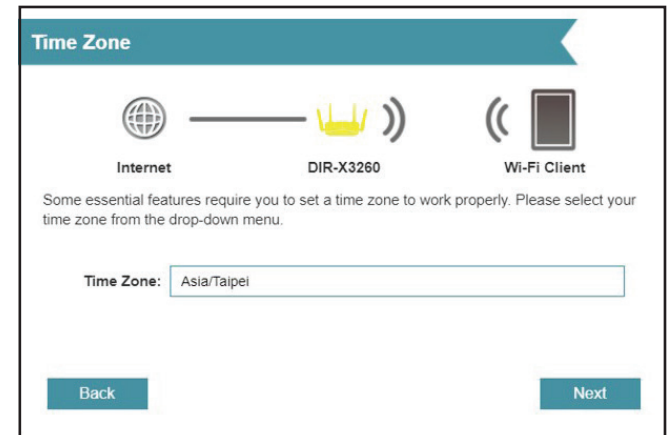 Time Zone
Internet DIR-X3260 Wi-Fi Client
Some essential features require you to set a time zone to work properly. Please select your
time zone from the drop-down menu.
Time Zone: Asia/Taipei
Back Next